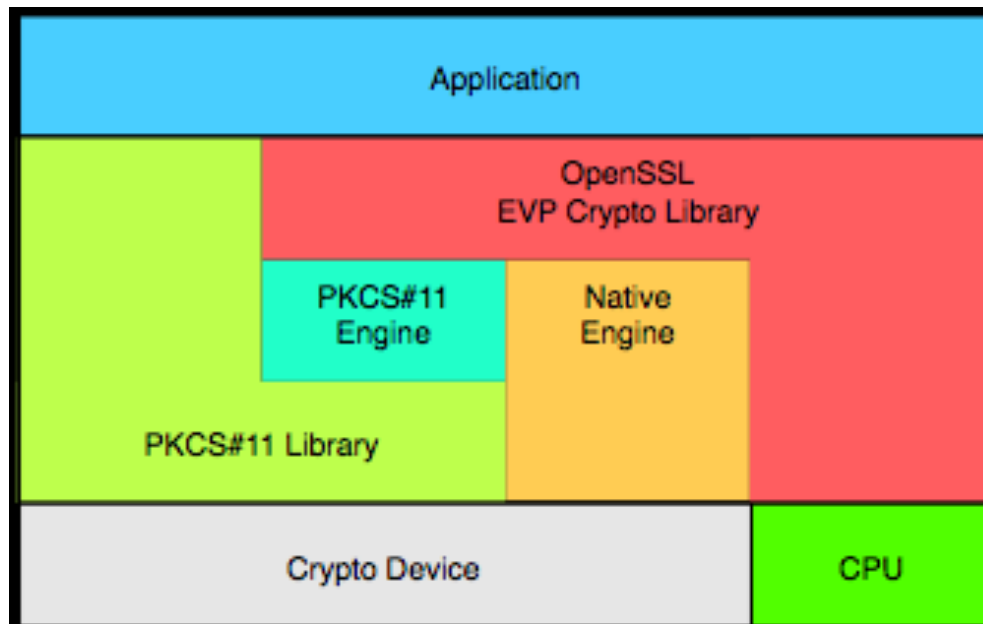 Application
OpenSSL
EVP Crypto Library
PKCS#11
Engine
Native
Engine
PKCS#11 Library
Crypto Device
CPU